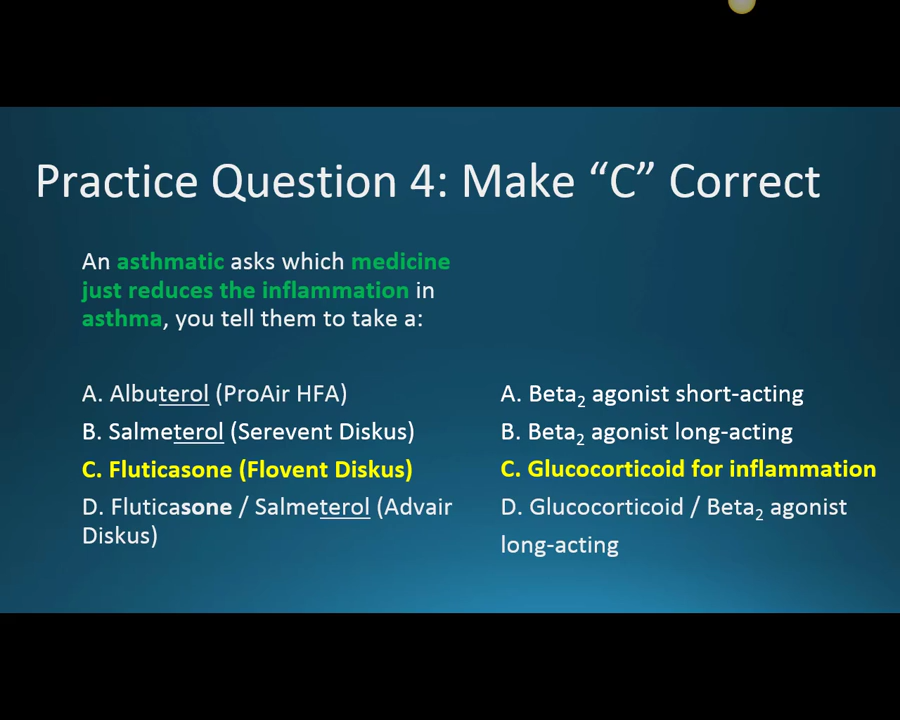 Practice Question 4: Make “C” Correct
An asthmatic asks which medicine
just reduces the inflammation in
asthma, you tell them to take a:
A. Albuterol (ProAir HFA)
B. Salmeterol (Serevent Diskus)
C. Fluticasone (Flovent Diskus)
D. Fluticasone / Salmeterol (Advair
Diskus)
A. Beta2 agonist short-acting
B. Beta2 agonist long-acting
C. Glucocorticoid for inflammation
D. Glucocorticoid / Beta2 agonist
long-acting